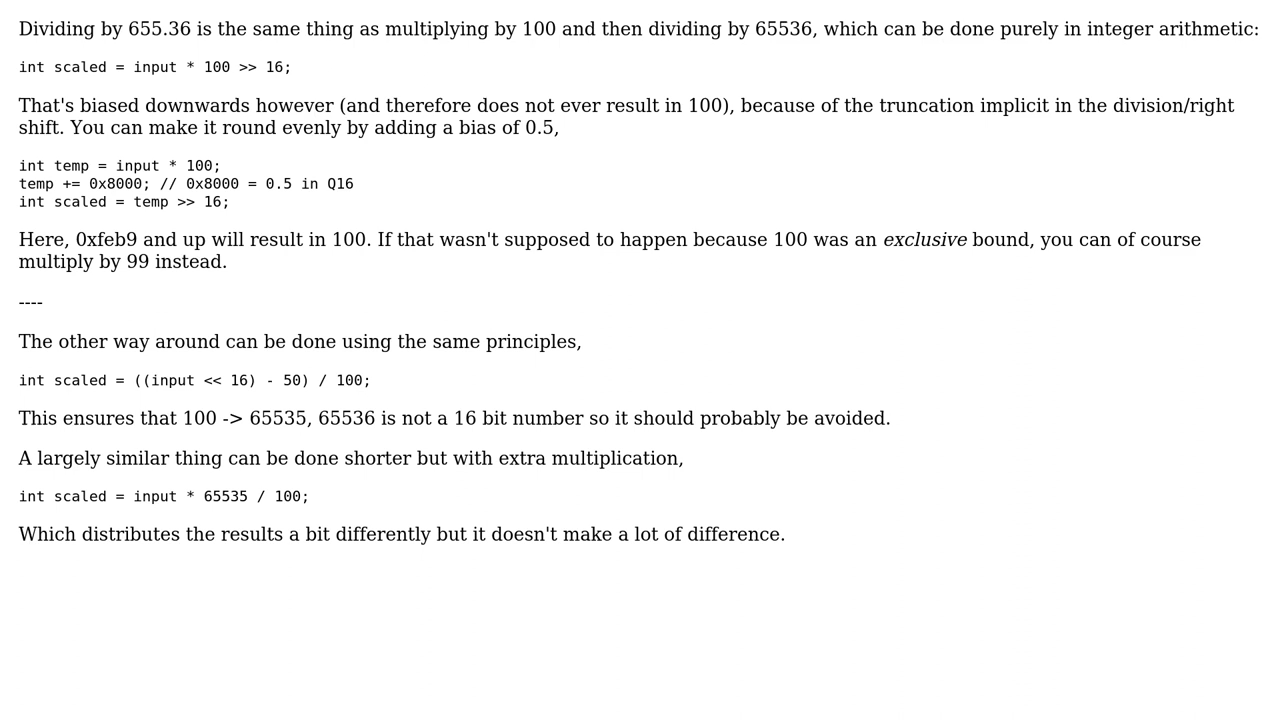 Dividing by 655.36 is the same thing as multiplying by 100 and then dividing by 65536, which can be done purely in integer arithmetic:
int scaled = input * 100 >> 16;
That's biased downwards however (and therefore does not ever result in 100), because of the truncation implicit in the division/right
shift. You can make it round evenly by adding a bias of 0.5,
int temp = input * 100;
temp += 0x8000; // 0x8000 = 0.5 in Q16
int scaled = temp >> 16;
Here, 0xfeb9 and up will result in 100. If that wasn't supposed to happen because 100 was an exclusive bound, you can of course
multiply by 99 instead.
----
The other way around can be done using the same principles,
int scaled = ((input << 16) - 50) / 100;
This ensures that 100 -> 65535, 65536 is not a 16 bit number so it should probably be avoided.
A largely similar thing can be done shorter but with extra multiplication,
int scaled = input * 65535 / 100;
Which distributes the results a bit differently but it doesn't make a lot of difference.